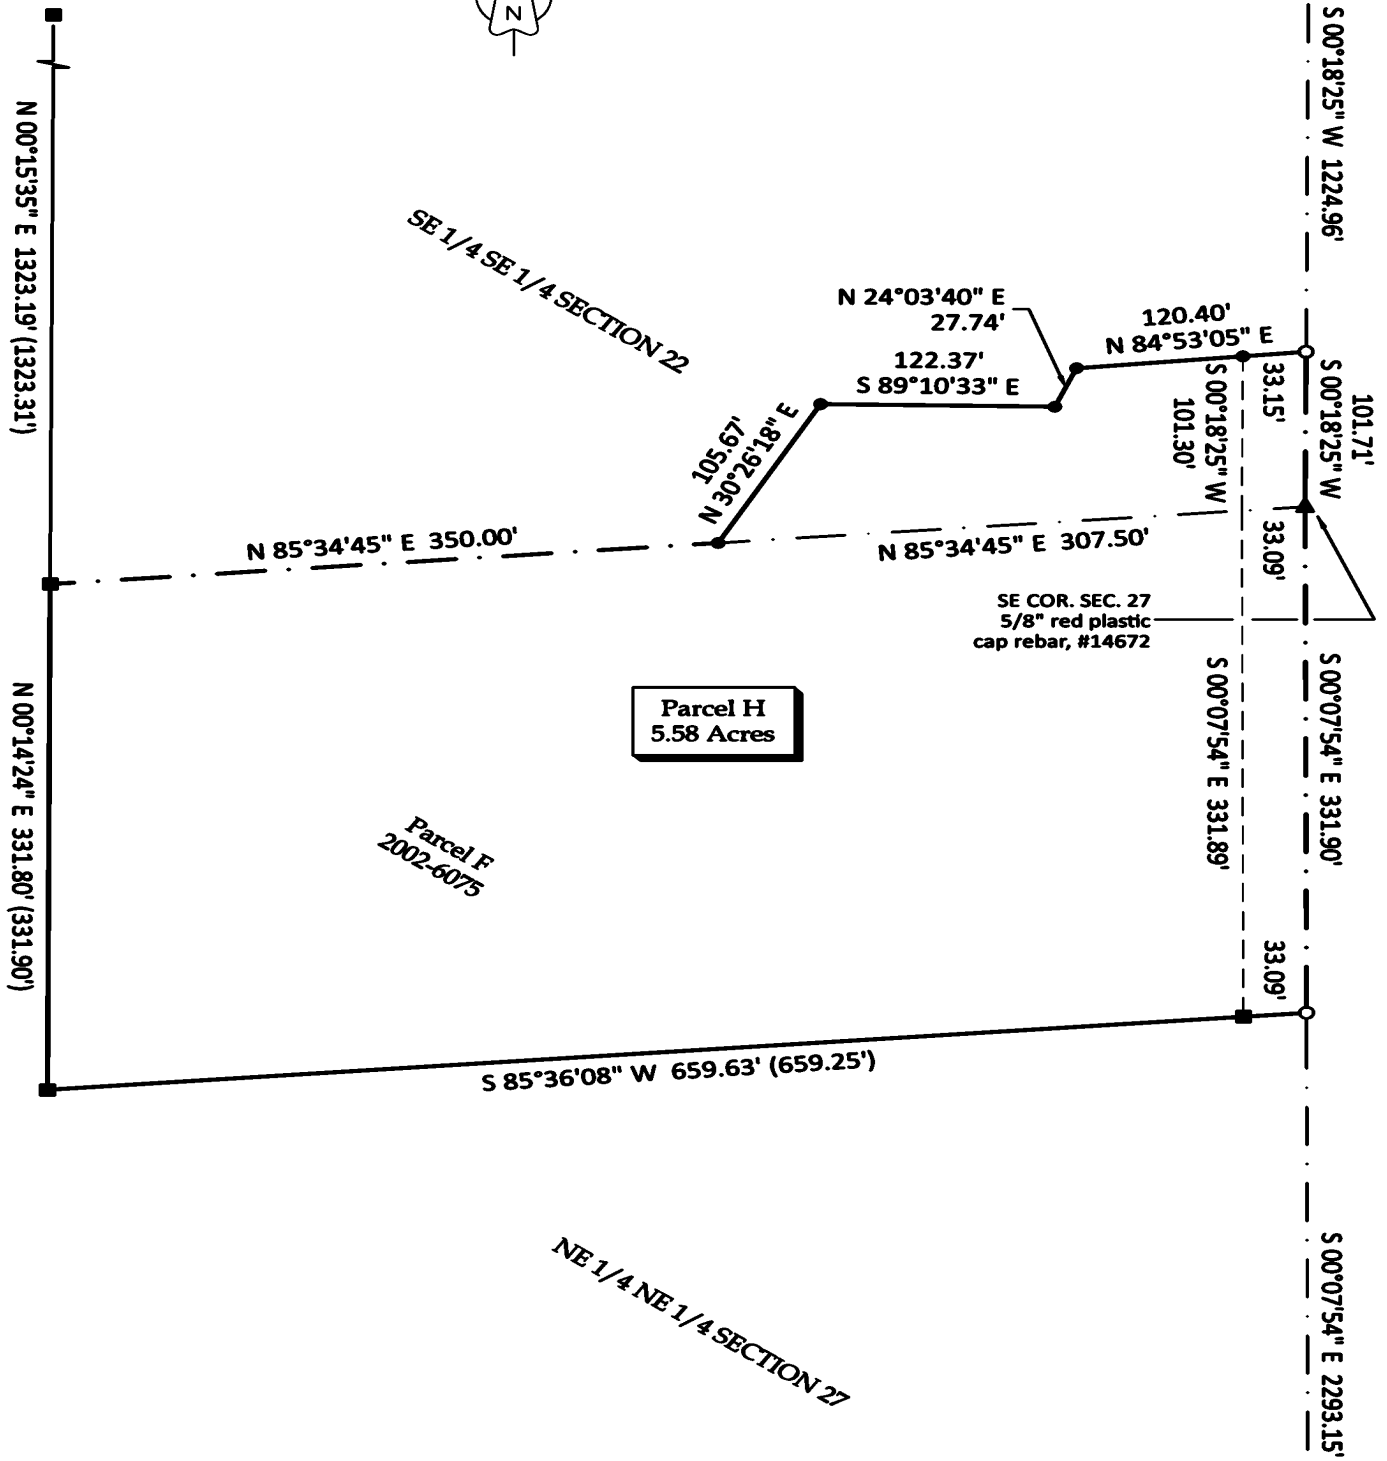 N
S 00°18'25" W 1224.96'
N 00°15'35" E 1323.19' (1323.31')
SE 1/4 SE 1/4 SECTION 22
N 24°03'40" E
27.74'
120.40'
N 84°53'05" E
122.37'
S 89°10'33" E
33.15'
S 00°18'25" W
101.30'
101.71'
S 00°18'25" W
105.67'
N 30°26'18" E
N 85°34'45" E 350.00'
N 85°34'45" E 307.50'
33.09'
SE COR. SEC. 27
5/8" red plastic
cap rebar, #14672
S 00°07'54" E 331.90'
S 00°07'54" E 331.89'
Parcel H
5.58 Acres
N 00°14'24" E 331.80' (331.90')
Parcel F
2002-6075
33.09'
S 85°36'08" W 659.63' (659.25')
NE 1/4 NE 1/4 SECTION 27
S 00°07'54" E 2293.15'